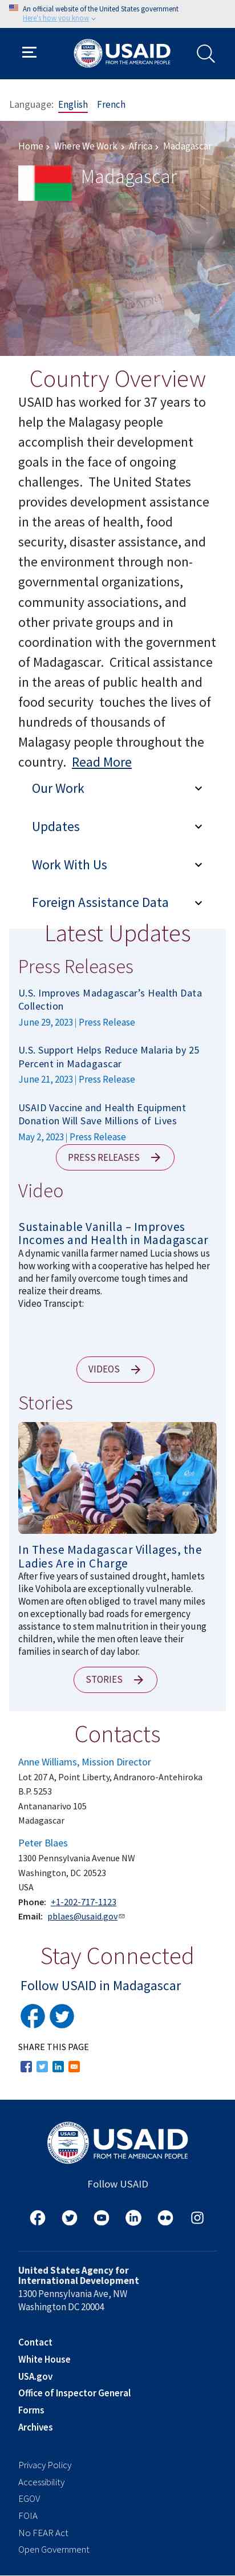 An official website of the United States government
Here's how you know
USAID
FROM THE AMERICAN PEOPLE
Language: English French
Home > Where We Work > Africa > Madagascar
Madagascar
Country Overview
USAID has worked for 37 years to
help the Malagasy people
accomplish their development
goals in the face of ongoing
challenges. The United States
provides development assistance
in the areas of health, food
security, disaster assistance, and
the environment through non-
governmental organizations,
community associations, and
through other private groups and in
coordination with the government
of Madagascar. Critical assistance
in the areas of public health and
food security touches the lives of
hundreds of thousands of
Malagasy people throughout the
country. Read More
Our Work
Updates
Work With Us
Foreign Assistance Data
Latest Updates
Press Releases
U.S. Improves Madagascar’s Health Data
Collection
June 29, 2023 | Press Release
U.S. Support Helps Reduce Malaria by 25
Percent in Madagascar
June 21, 2023 | Press Release
USAID Vaccine and Health Equipment
Donation Will Save Millions of Lives
May 2, 2023 | Press Release
PRESS RELEASES
Video
Sustainable Vanilla – Improves
Incomes and Health in Madagascar
A dynamic vanilla farmer named Lucia shows us
how working with a cooperative has helped her
and her family overcome tough times and
realize their dreams.
Video Transcipt:
VIDEOS
Stories
In These Madagascar Villages, the
Ladies Are in Charge
After five years of sustained drought, hamlets
like Vohibola are exceptionally vulnerable.
Women are often obliged to travel many miles
on exceptionally bad roads for emergency
assistance to stem malnutrition in their young
children, while the men often leave their
families in search of day labor.
STORIES
Contacts
Anne Williams, Mission Director
Lot 207 A, Point Liberty, Andranoro-Antehiroka
B.P. 5253
Antananarivo 105
Madagascar
Peter Blaes
1300 Pennsylvania Avenue NW
Washington, DC 20523
USA
Phone: +1-202-717-1123
Email: pblaes@usaid.gov
Stay Connected
Follow USAID in Madagascar
SHARE THIS PAGE
USAID
FROM THE AMERICAN PEOPLE
Follow USAID
United States Agency for
International Development
1300 Pennsylvania Ave, NW
Washington DC 20004
Contact
White House
USA.gov
Office of Inspector General
Forms
Archives
Privacy Policy
Accessibility
EGOV
FOIA
No FEAR Act
Open Government